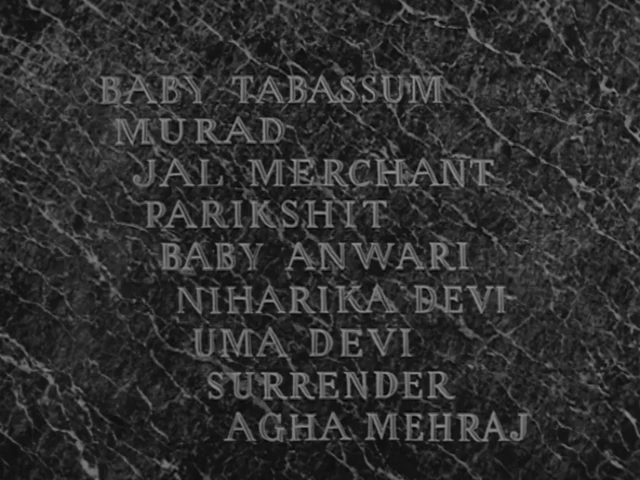 BABY TABASSUM
MURAD
JAL MERCHANT
PARIKSHIT
BABY ANWARI
NIHARIKA DEVI
UMA DEVI
SURRENDER
AGHA MEHRAJ